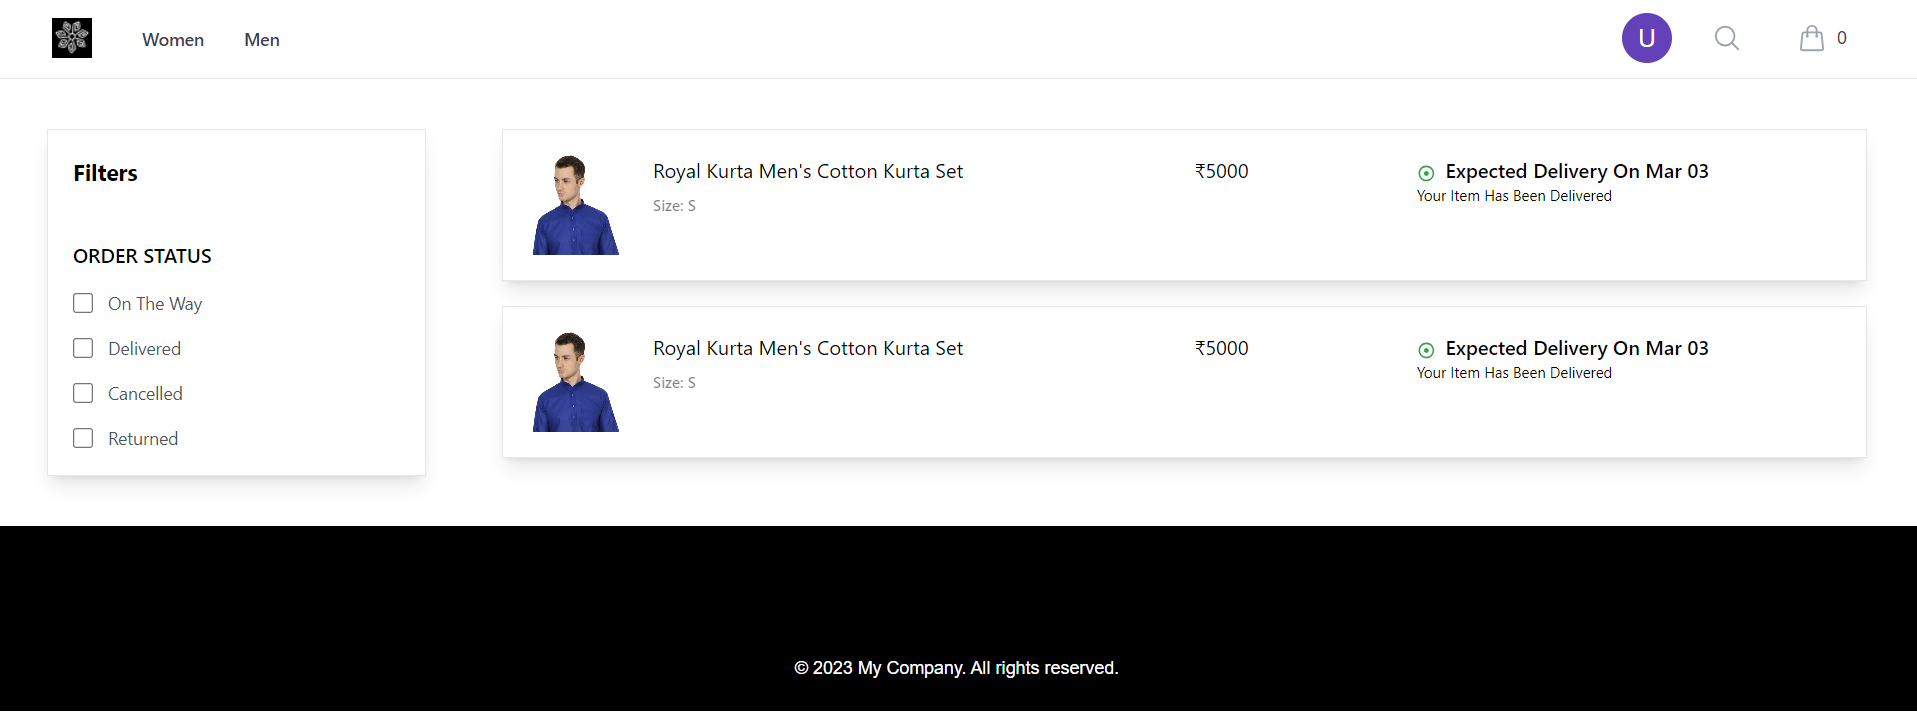 Women
Men
U
0
Filters
ORDER STATUS
On The Way
Delivered
Cancelled
Returned
Royal Kurta Men's Cotton Kurta Set
Size: S
₹5000
Expected Delivery On Mar 03
Your Item Has Been Delivered
Royal Kurta Men's Cotton Kurta Set
Size: S
₹5000
Expected Delivery On Mar 03
Your Item Has Been Delivered
© 2023 My Company. All rights reserved.